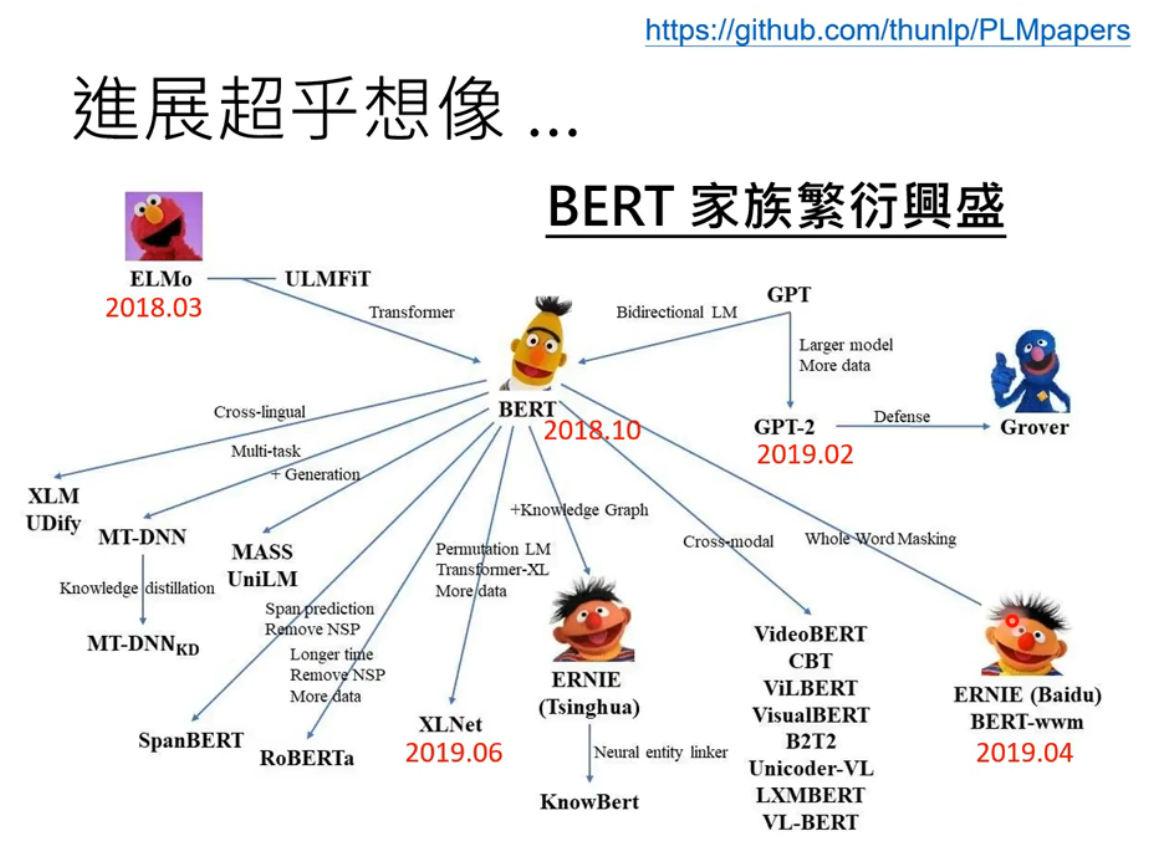 https://github.com/thunlp/PLMpapers
進展超乎想像 ...
BERT 家族繁衍興盛
ELMo
2018.03
ULMFiT
Transformer
Bidirectional LM
GPT
Larger model
More data
BERT
2018.10
GPT-2
2019.02
Defense
Grover
Cross-lingual
Multi-task
+ Generation
XLM
UDify
MT-DNN
MASS
UniLM
Knowledge distillation
MT-DNNKD
+Knowledge Graph
Permutation LM
Transformer-XL
More data
Cross-modal
Whole Word Masking
Span prediction
Remove NSP
Longer time
Remove NSP
More data
SpanBERT
RoBERTa
XLNet
2019.06
ERNIE
(Tsinghua)
Neural entity linker
KnowBert
VideoBERT
CBT
ViLBERT
VisualBERT
B2T2
Unicoder-VL
LXMBERT
VL-BERT
ERNIE (Baidu)
BERT-wwm
2019.04